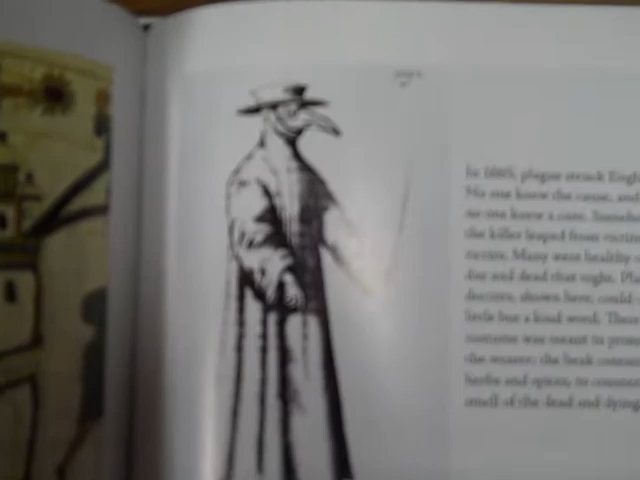 In 1665, plague struck Engl
No one knew the cause, and
no one knew a cure. Someh
the killer leaped from victim
victim. Many went healthy o
day and dead that night. Pla
doctors, shown here, could
little but a kind word. Their
costume was meant to prote
the wearer; the beak contai
herbs and spices, to counter
smell of the dead and dying